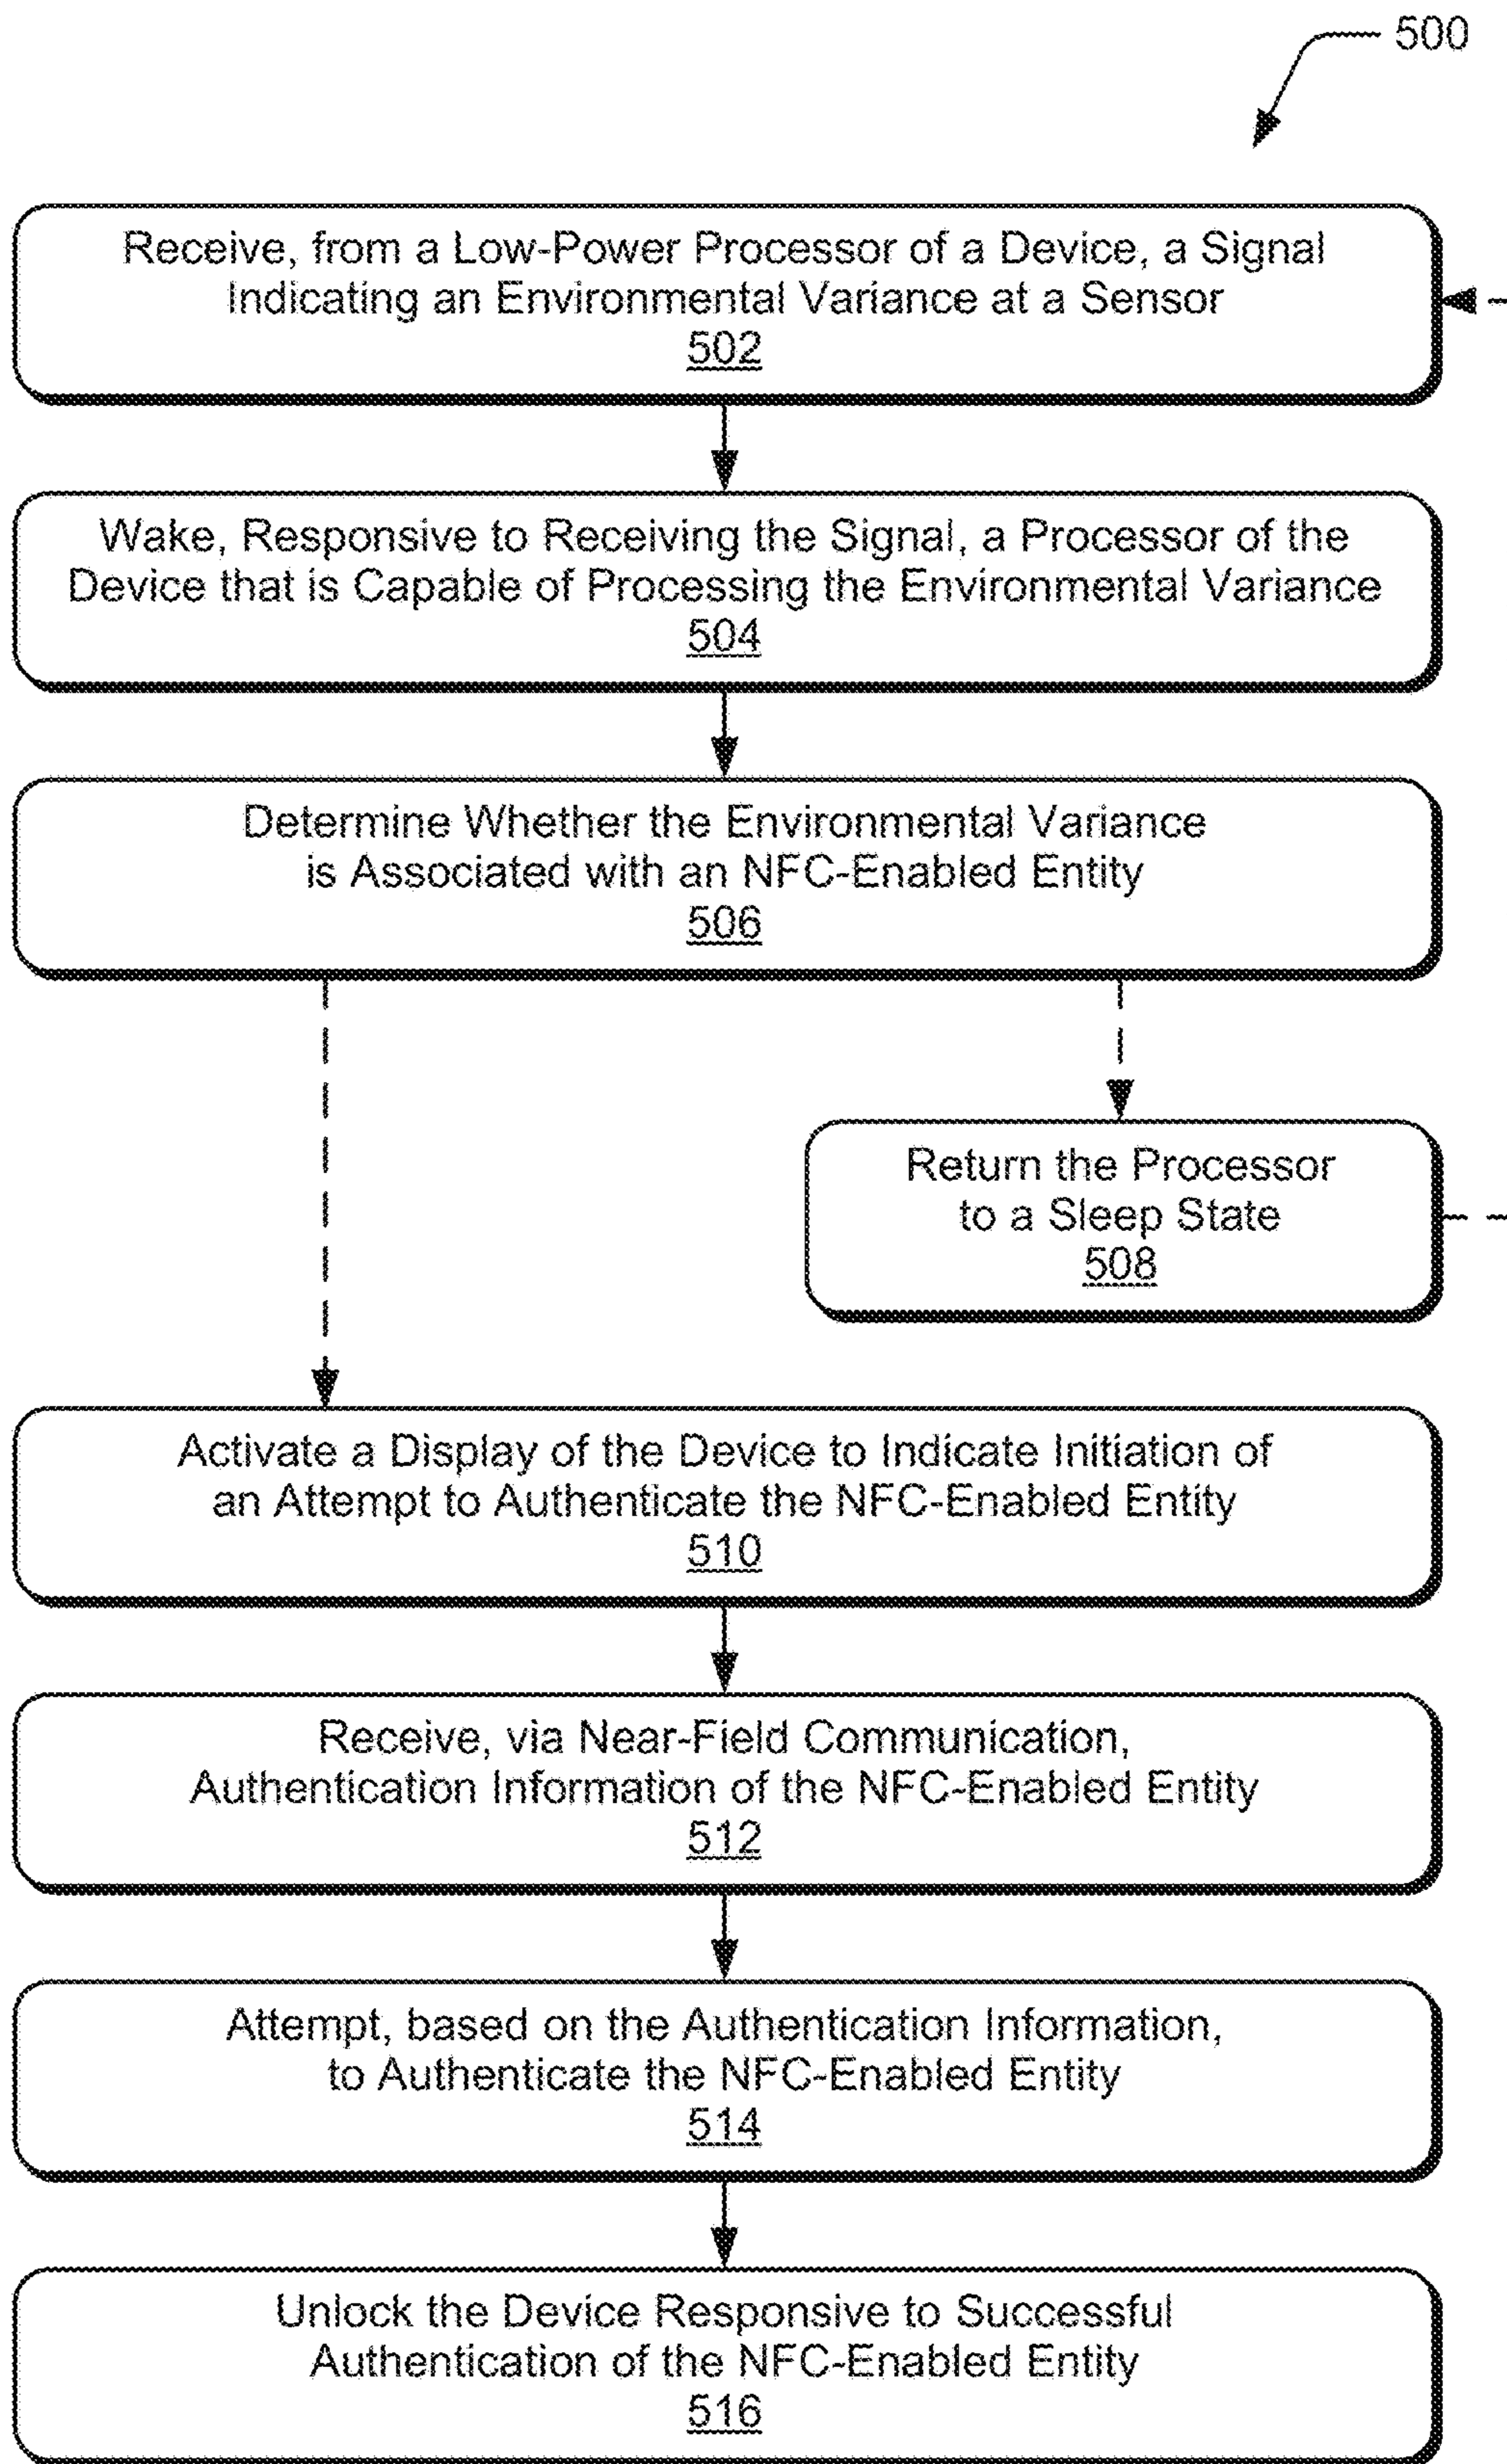 500
Receive, from a Low-Power Processor of a Device, a Signal
Indicating an Environmental Variance at a Sensor
502
Wake, Responsive to Receiving the Signal, a Processor of the
Device that is Capable of Processing the Environmental Variance
504
Determine Whether the Environmental Variance
is Associated with an NFC-Enabled Entity
506
Return the Processor
to a Sleep State
508
Activate a Display of the Device to Indicate Initiation of
an Attempt to Authenticate the NFC-Enabled Entity
510
Receive, via Near-Field Communication,
Authentication Information of the NFC-Enabled Entity
512
Attempt, based on the Authentication Information,
to Authenticate the NFC-Enabled Entity
514
Unlock the Device Responsive to Successful
Authentication of the NFC-Enabled Entity
516